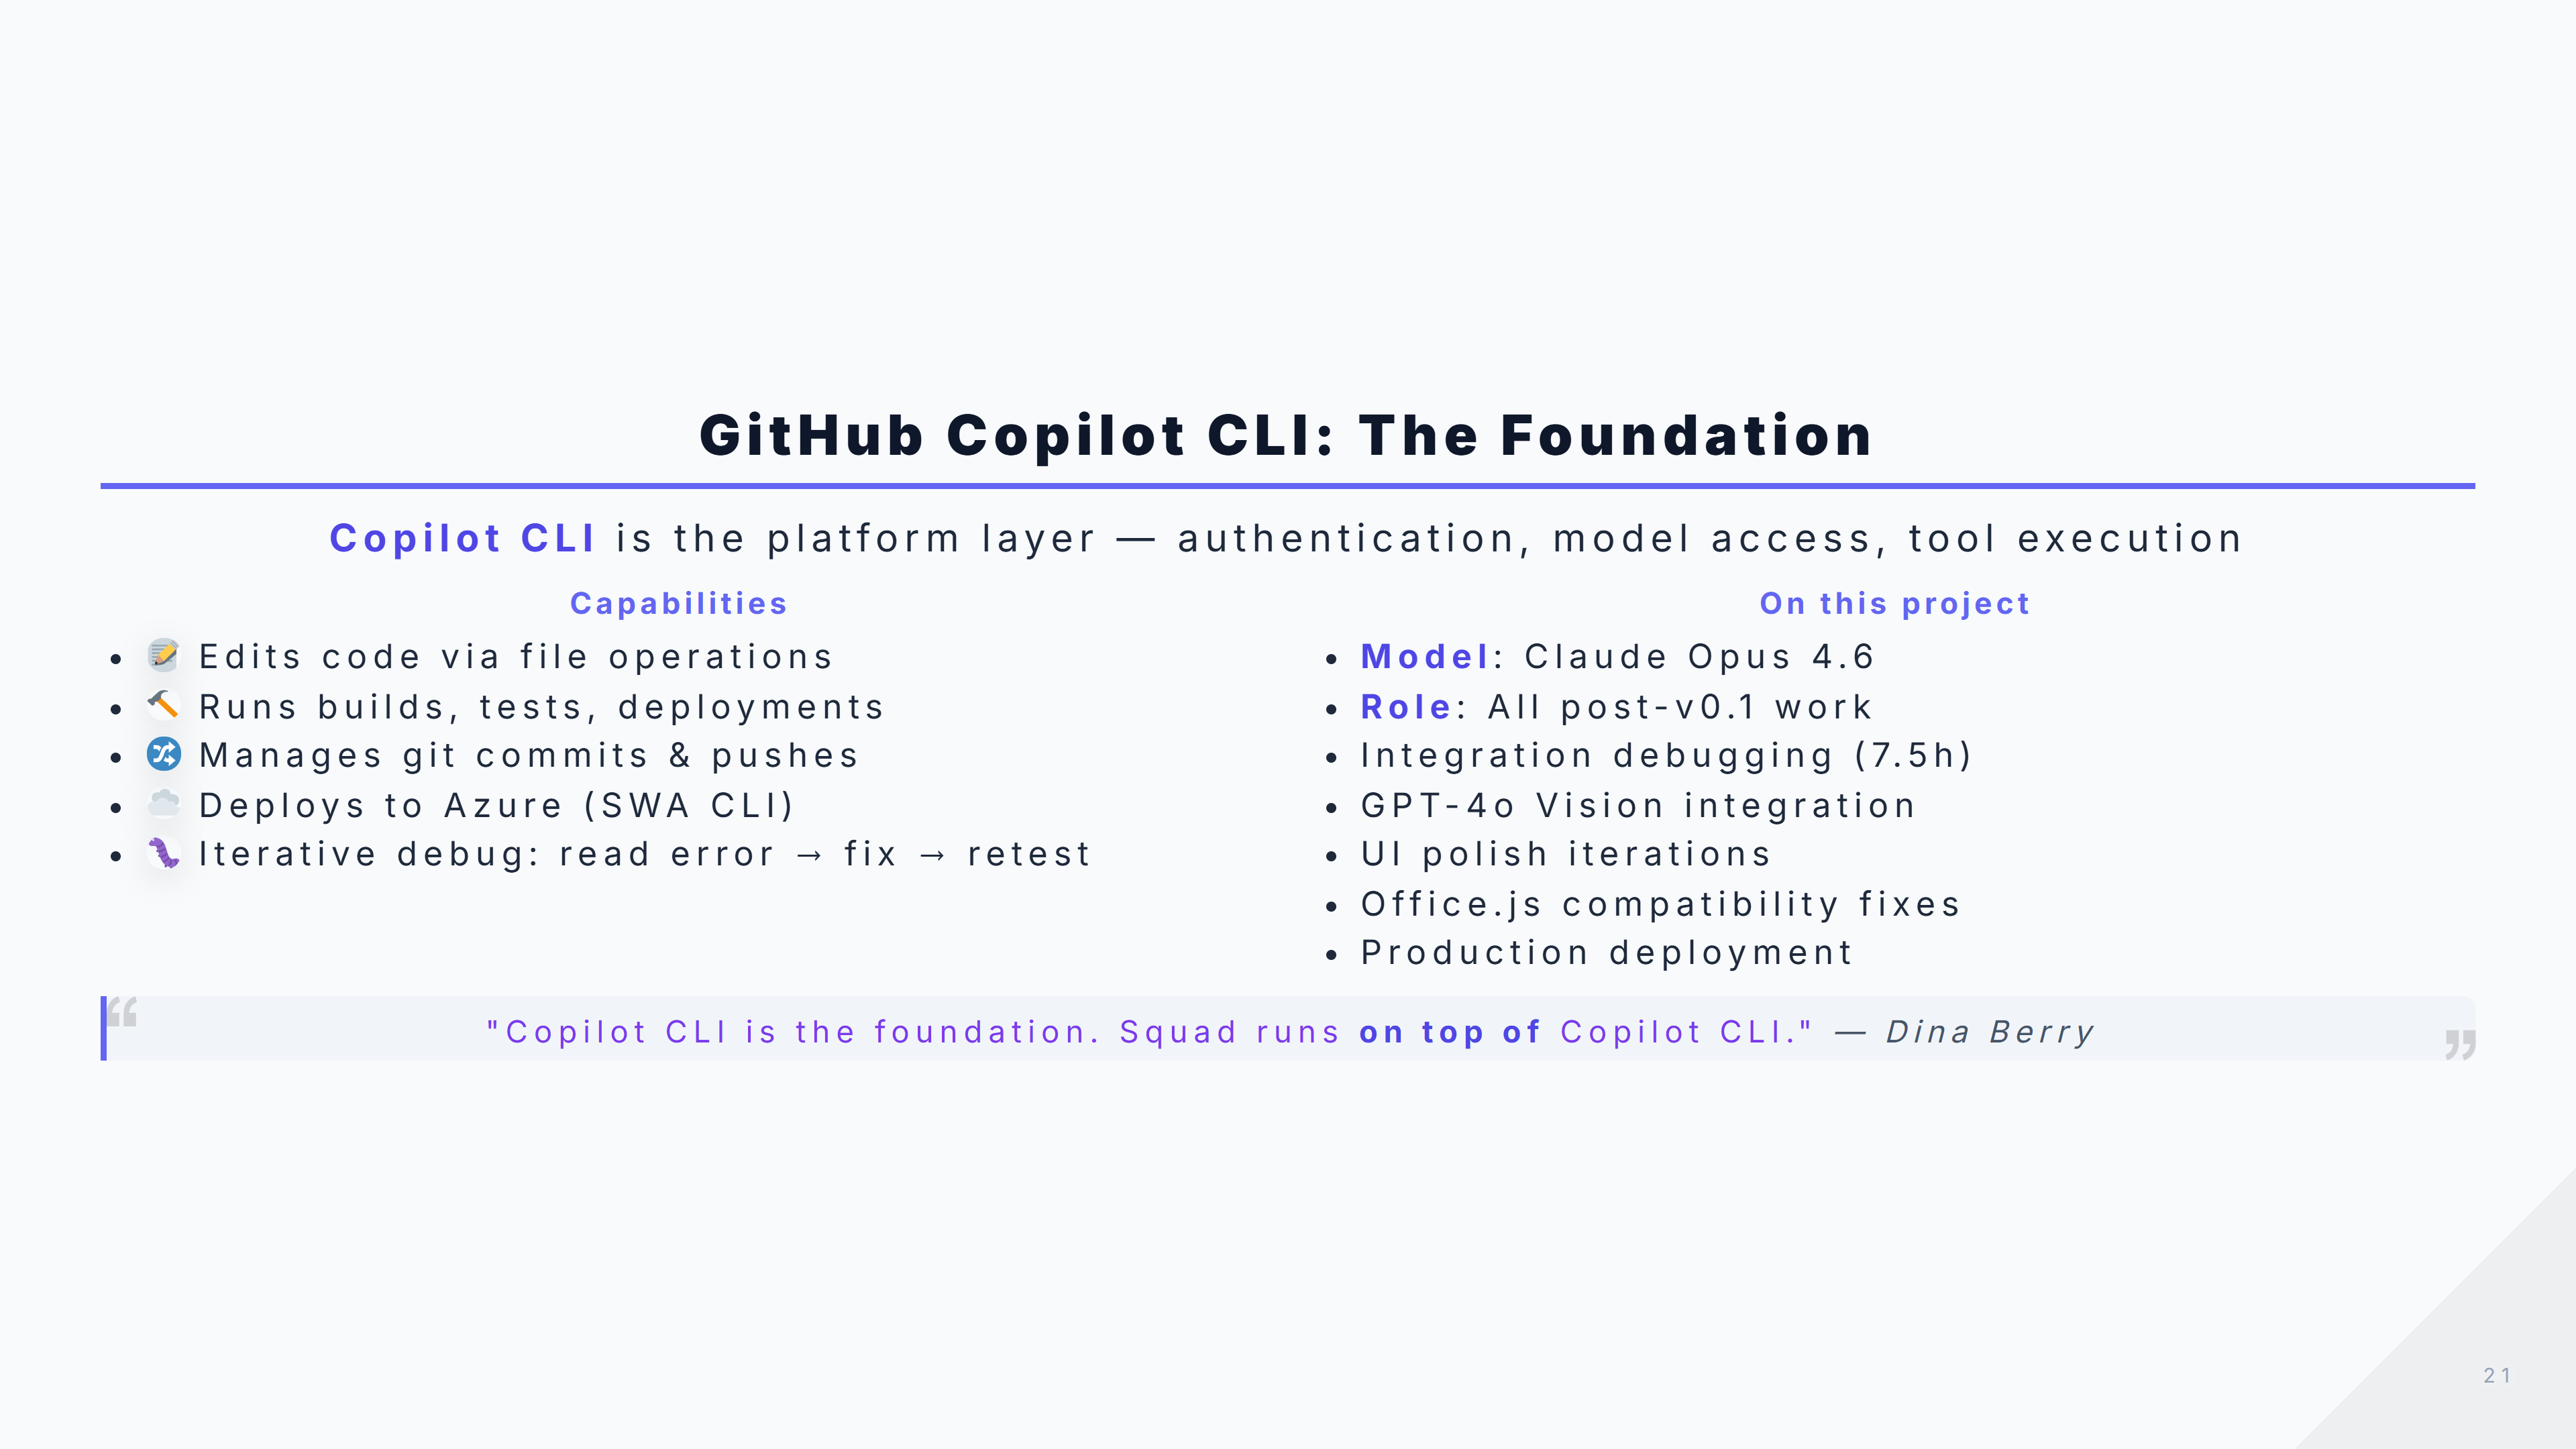 GitHub Copilot CLI: The Foundation
Copilot CLI is the platform layer — authentication, model access, tool execution
Capabilities
• 📝 Edits code via file operations
• 🔨 Runs builds, tests, deployments
• 🔀 Manages git commits & pushes
• ☁️ Deploys to Azure (SWA CLI)
• 🐛 Iterative debug: read error → fix → retest
On this project
• Model: Claude Opus 4.6
• Role: All post-v0.1 work
• Integration debugging (7.5h)
• GPT-4o Vision integration
• UI polish iterations
• Office.js compatibility fixes
• Production deployment
"Copilot CLI is the foundation. Squad runs on top of Copilot CLI." — Dina Berry
21